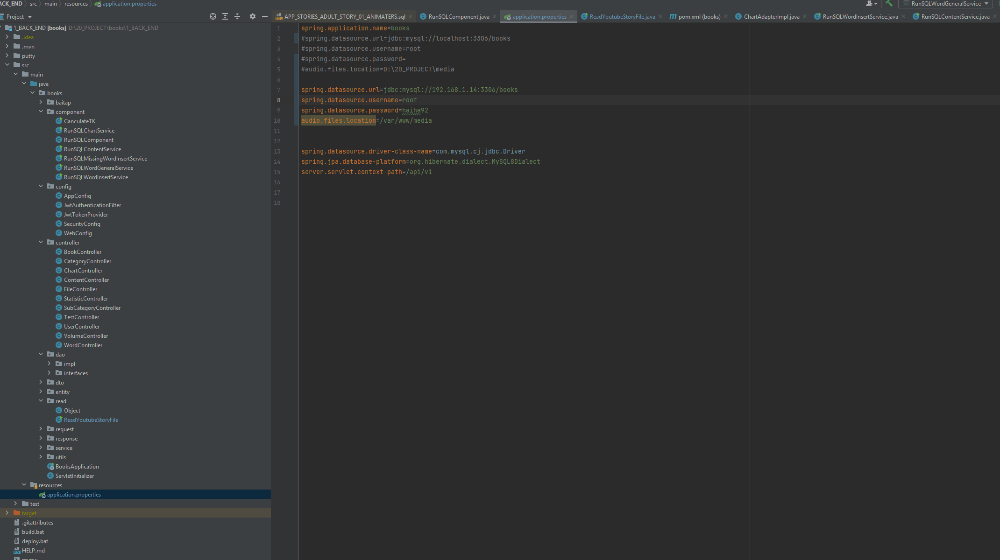 ACK_END > src > main > resources > application.properties
RunSQLWordGeneralService
Project
APP_STORIES_ADULT_STORY_01_ANIMATERS.sql
RunSQLComponent.java
application.properties
ReadYoutubeStoryFile.java
pom.xml (books)
ChartAdapterImpl.java
RunSQLWordInsertService.java
RunSQLContentService.java
1_BACK_END [books] D:\20_PROJECT\books\1_BACK_END
.idea
.mvn
putty
src
main
java
books
baitap
component
CanculateTK
RunSQLChartService
RunSQLComponent
RunSQLContentService
RunSQLMissingWordInsertService
RunSQLWordGeneralService
RunSQLWordInsertService
config
AppConfig
JwtAuthenticationFilter
JwtTokenProvider
SecurityConfig
WebConfig
controller
BookController
CategoryController
ChartController
ContentController
FileController
StatisticController
SubCategoryController
TestController
UserController
VolumeController
WordController
dao
impl
interfaces
dto
entity
read
Object
ReadYoutubeStoryFile
request
response
service
utils
BooksApplication
ServletInitializer
resources
application.properties
test
target
.gitattributes
build.bat
deploy.bat
HELP.md
1 spring.application.name=books
2 #spring.datasource.url=jdbc:mysql://localhost:3306/books
3 #spring.datasource.username=root
4 #spring.datasource.password=
5 #audio.files.location=D:\20_PROJECT\media
6
7 spring.datasource.url=jdbc:mysql://192.168.1.14:3306/books
8 spring.datasource.username=root
9 spring.datasource.password=haiha92
10 audio.files.location=/var/www/media
11
12
13 spring.datasource.driver-class-name=com.mysql.cj.jdbc.Driver
14 spring.jpa.database-platform=org.hibernate.dialect.MySQL8Dialect
15 server.servlet.context-path=/api/v1
16
17
18